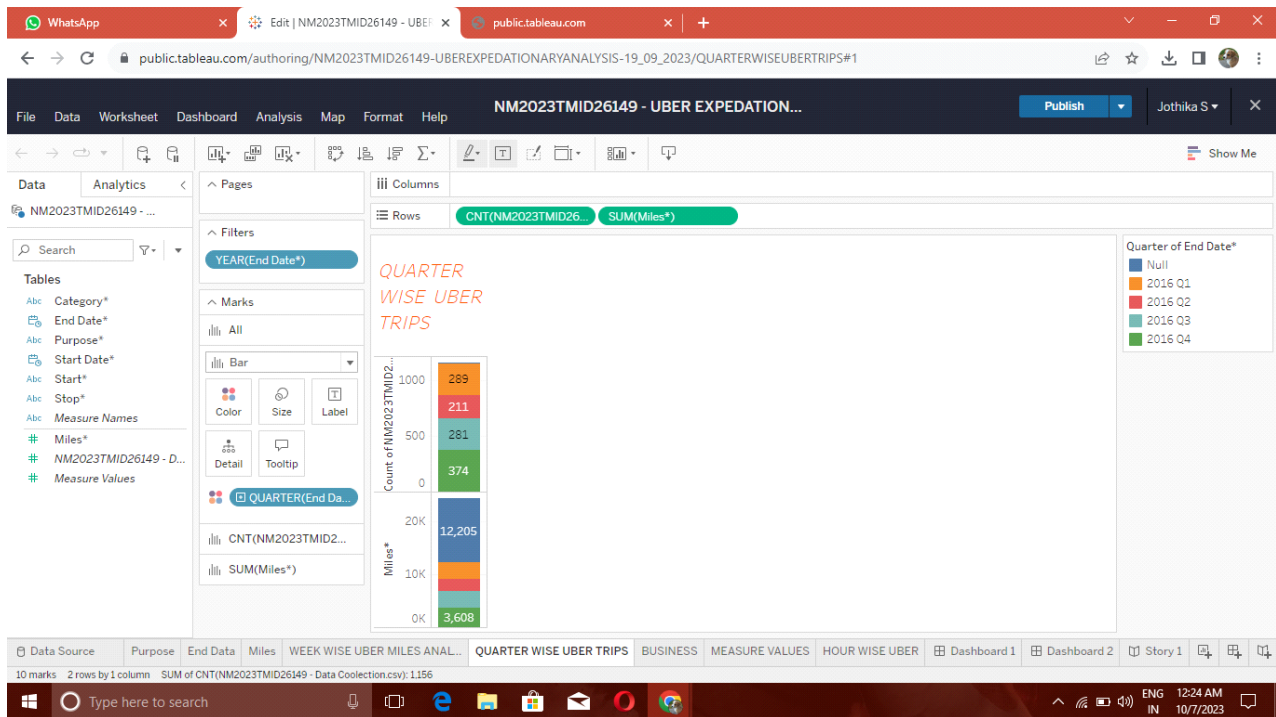 WhatsApp
Edit | NM2023TMID26149 - UBER
public.tableau.com
public.tableau.com/authoring/NM2023TMID26149-UBEREXPEDATIONARYANALYSIS-19_09_2023/QUARTERWISEUBERTRIPS#1
NM2023TMID26149 - UBER EXPEDATION...
Publish
Jothika S
File Data Worksheet Dashboard Analysis Map Format Help
Show Me
Data Analytics
NM2023TMID26149 - ...
Search
Tables
Abc Category*
End Date*
Abc Purpose*
Start Date*
Abc Start*
Abc Stop*
Abc Measure Names
# Miles*
# NM2023TMID26149 - D...
# Measure Values
Pages
Filters
YEAR(End Date*)
Marks
All
Bar
Color Size Label
Detail Tooltip
QUARTER(End Da...
CNT(NM2023TMID2...
SUM(Miles*)
iii Columns
Rows CNT(NM2023TMID26... SUM(Miles*)
QUARTER
WISE UBER
TRIPS
Count of NM2023TMID2...
1000
500
0
289
211
281
374
Miles*
20K
10K
0K
12,205
3,608
Quarter of End Date*
Null
2016 Q1
2016 Q2
2016 Q3
2016 Q4
Data Source Purpose End Data Miles WEEK WISE UBER MILES ANAL... QUARTER WISE UBER TRIPS BUSINESS MEASURE VALUES HOUR WISE UBER Dashboard 1 Dashboard 2 Story 1
10 marks 2 rows by 1 column SUM of CNT(NM2023TMID26149 - Data Coolection.csv): 1,156
Type here to search
ENG 12:24 AM
IN 10/7/2023